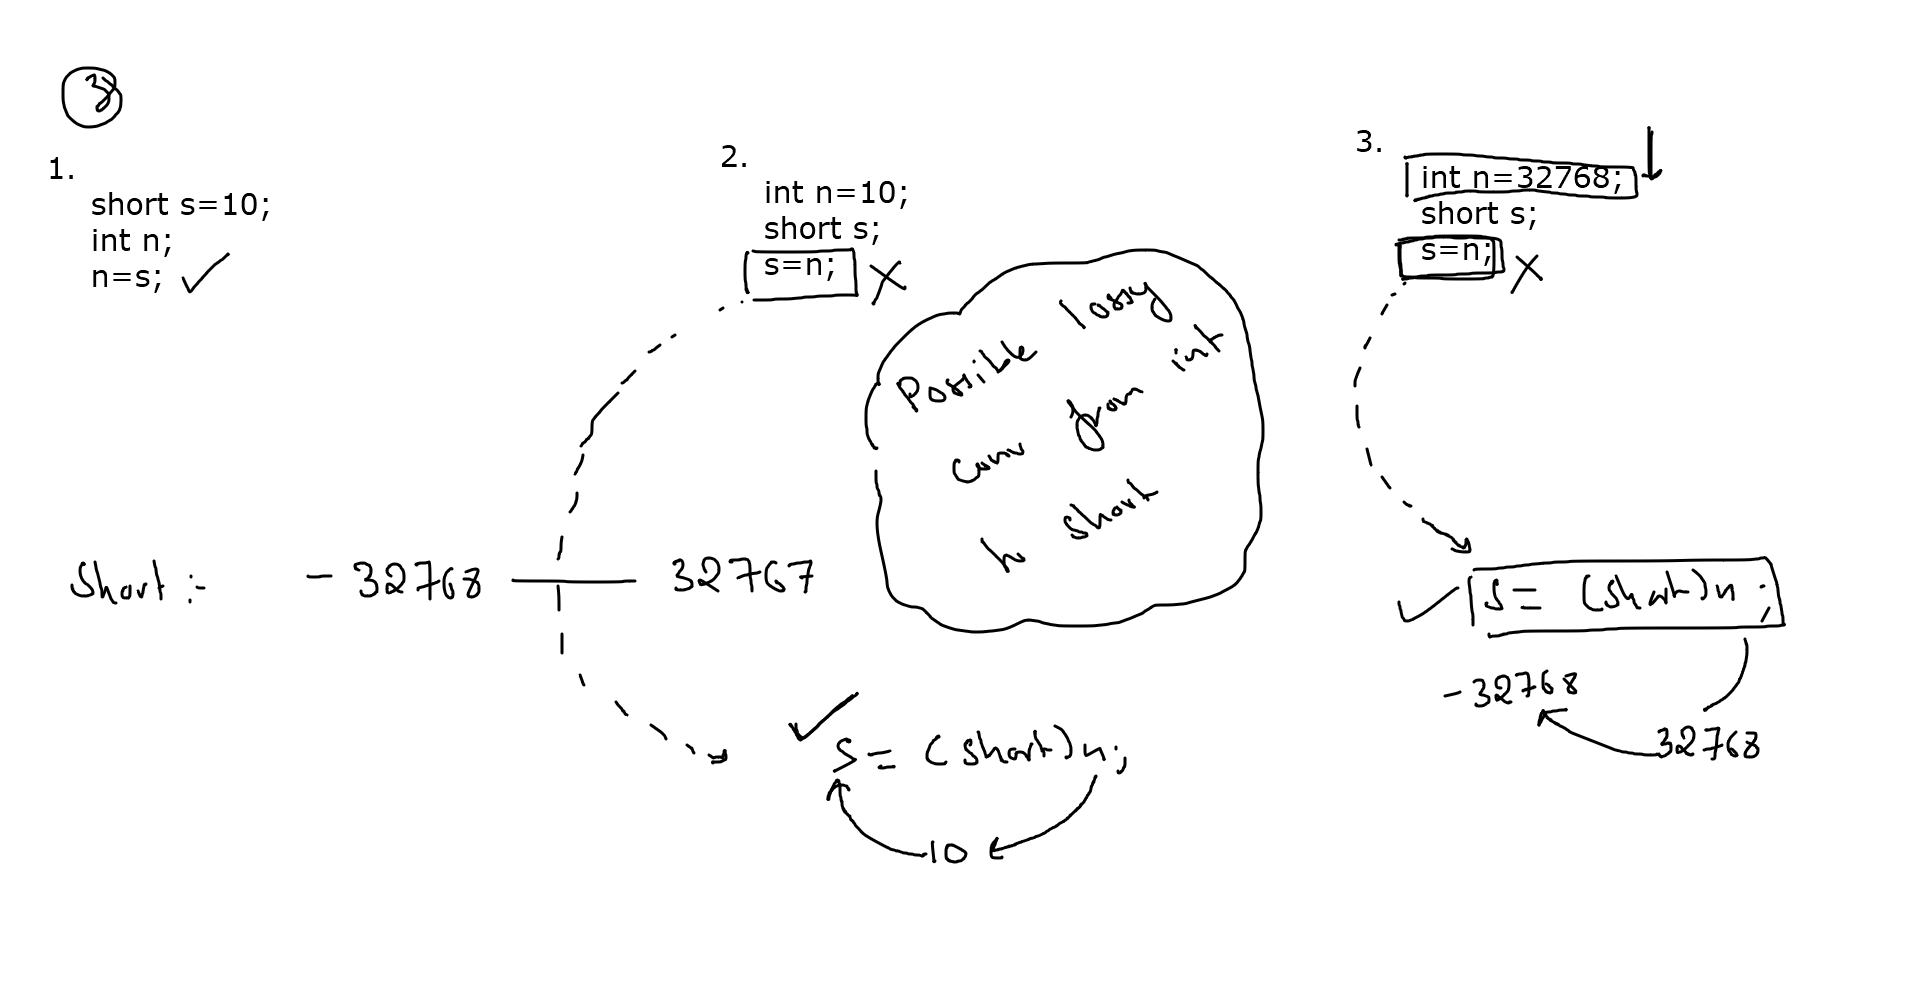 3
1.
short s=10;
int n;
n=s;
2.
int n=10;
short s;
s=n;
3.
int n=32768;
short s;
s=n;
Possible lossy
conv from int
to short
Short :- -32768 32767
s = (short)n;
10
s = (short)n;
-32768
32768